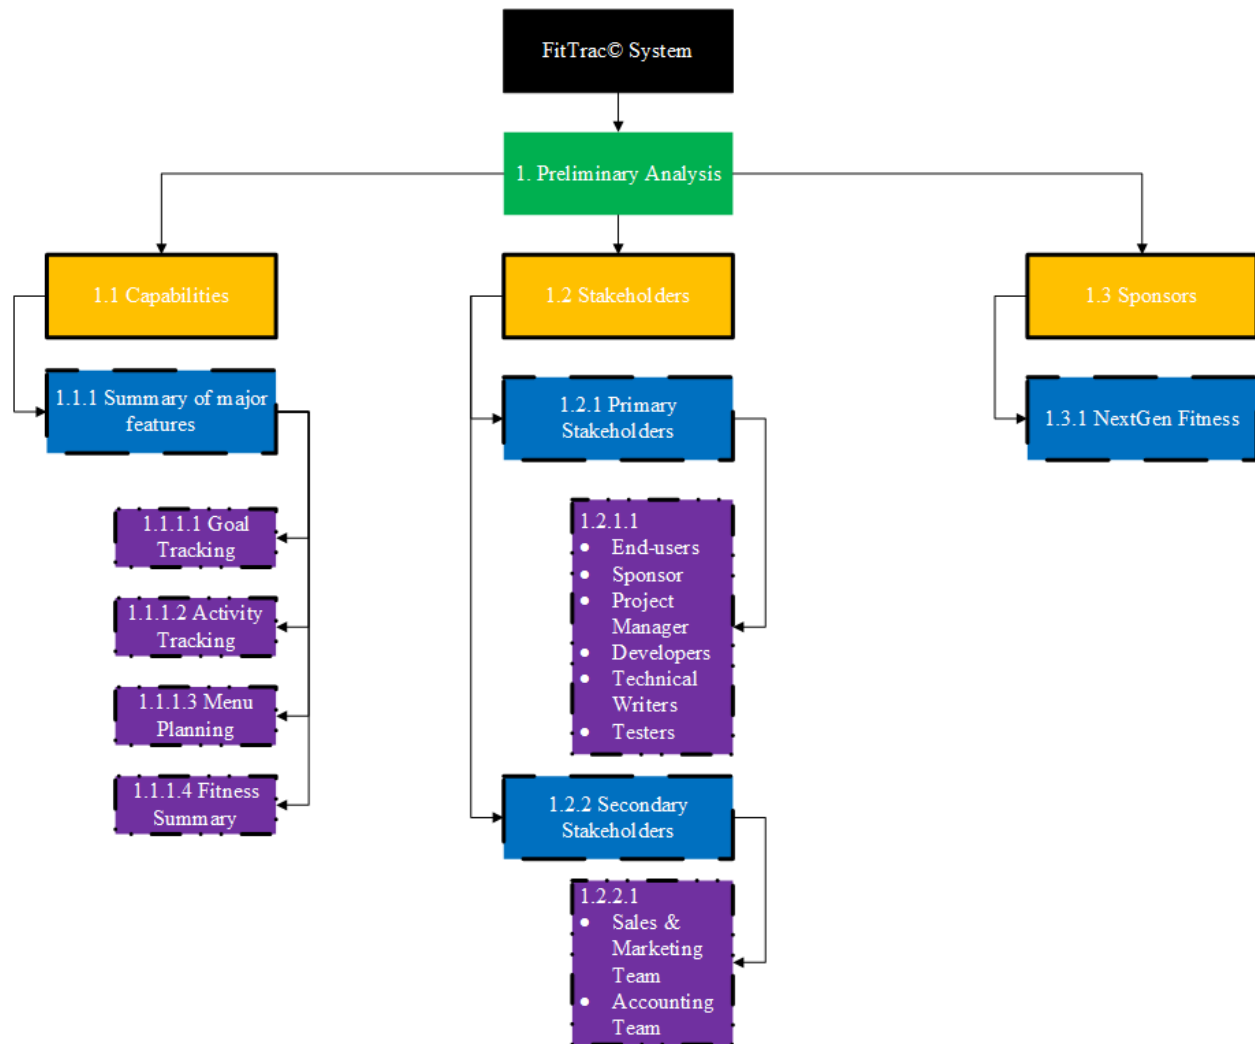 FitTrac© System
1. Preliminary Analysis
1.1 Capabilities
1.2 Stakeholders
1.3 Sponsors
1.1.1 Summary of major
features
1.1.1.1 Goal
Tracking
1.1.1.2 Activity
Tracking
1.1.1.3 Menu
Planning
1.1.1.4 Fitness
Summary
1.2.1 Primary
Stakeholders
1.2.1.1
• End-users
• Sponsor
• Project
Manager
• Developers
• Technical
Writers
• Testers
1.2.2 Secondary
Stakeholders
1.2.2.1
• Sales &
Marketing
Team
• Accounting
Team
1.3.1 NextGen Fitness